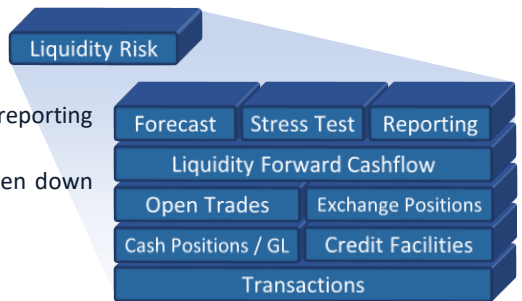 Liquidity Risk
reporting
Forecast Stress Test Reporting
Liquidity Forward Cashflow
down
Open Trades Exchange Positions
Cash Positions / GL Credit Facilities
Transactions